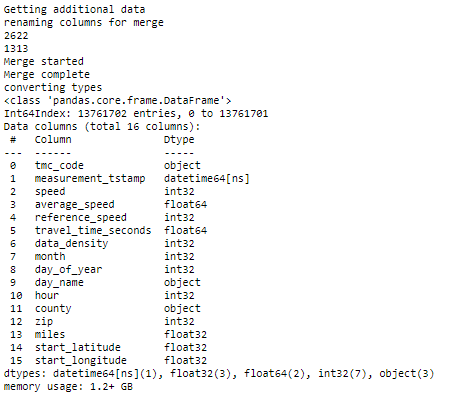 Getting additional data
renaming columns for merge
2622
1313
Merge started
Merge complete
converting types
<class 'pandas.core.frame.DataFrame'>
Int64Index: 13761702 entries, 0 to 13761701
Data columns (total 16 columns):
 #   Column               Dtype
---  ------               -----
 0   tmc_code             object
 1   measurement_tstamp   datetime64[ns]
 2   speed                int32
 3   average_speed        float64
 4   reference_speed      int32
 5   travel_time_seconds  float64
 6   data_density         int32
 7   month                int32
 8   day_of_year          int32
 9   day_name             object
 10  hour                 int32
 11  county               object
 12  zip                  int32
 13  miles                float32
 14  start_latitude       float32
 15  start_longitude      float32
dtypes: datetime64[ns](1), float32(3), float64(2), int32(7), object(3)
memory usage: 1.2+ GB